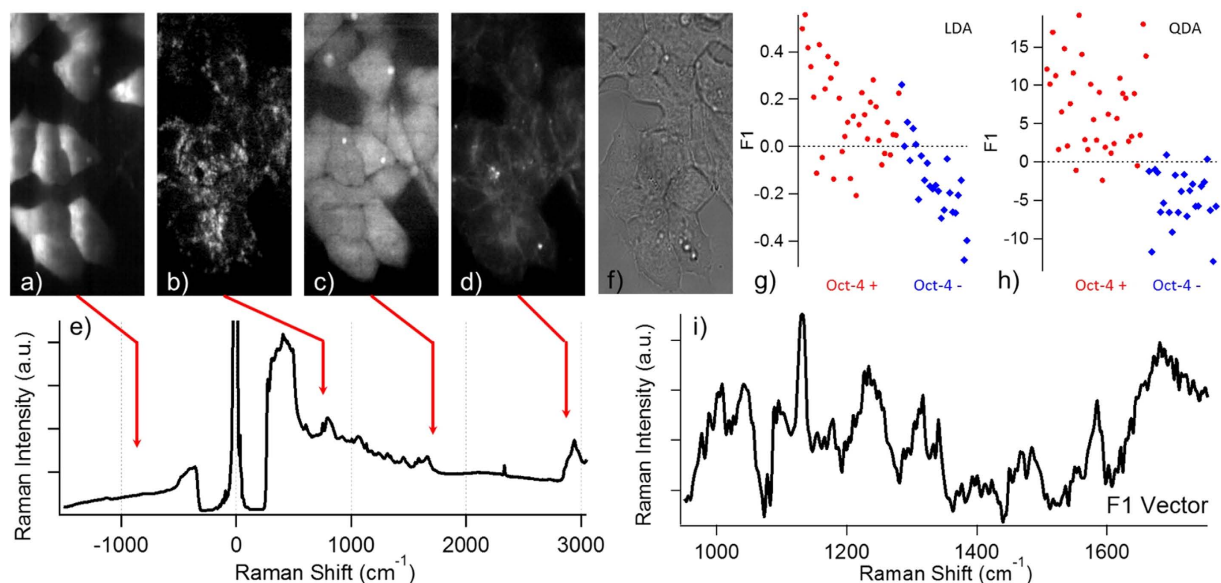 a)
b)
c)
d)
f)
g)
LDA
F1
0.4
0.2
0.0
-0.2
-0.4
Oct-4 +
Oct-4 -
h)
QDA
F1
15
10
5
0
-5
-10
Oct-4 +
Oct-4 -
e)
Raman Intensity (a.u.)
-1000
0
1000
2000
3000
Raman Shift (cm⁻¹)
i)
Raman Intensity (a.u.)
F1 Vector
1000
1200
1400
1600
Raman Shift (cm⁻¹)